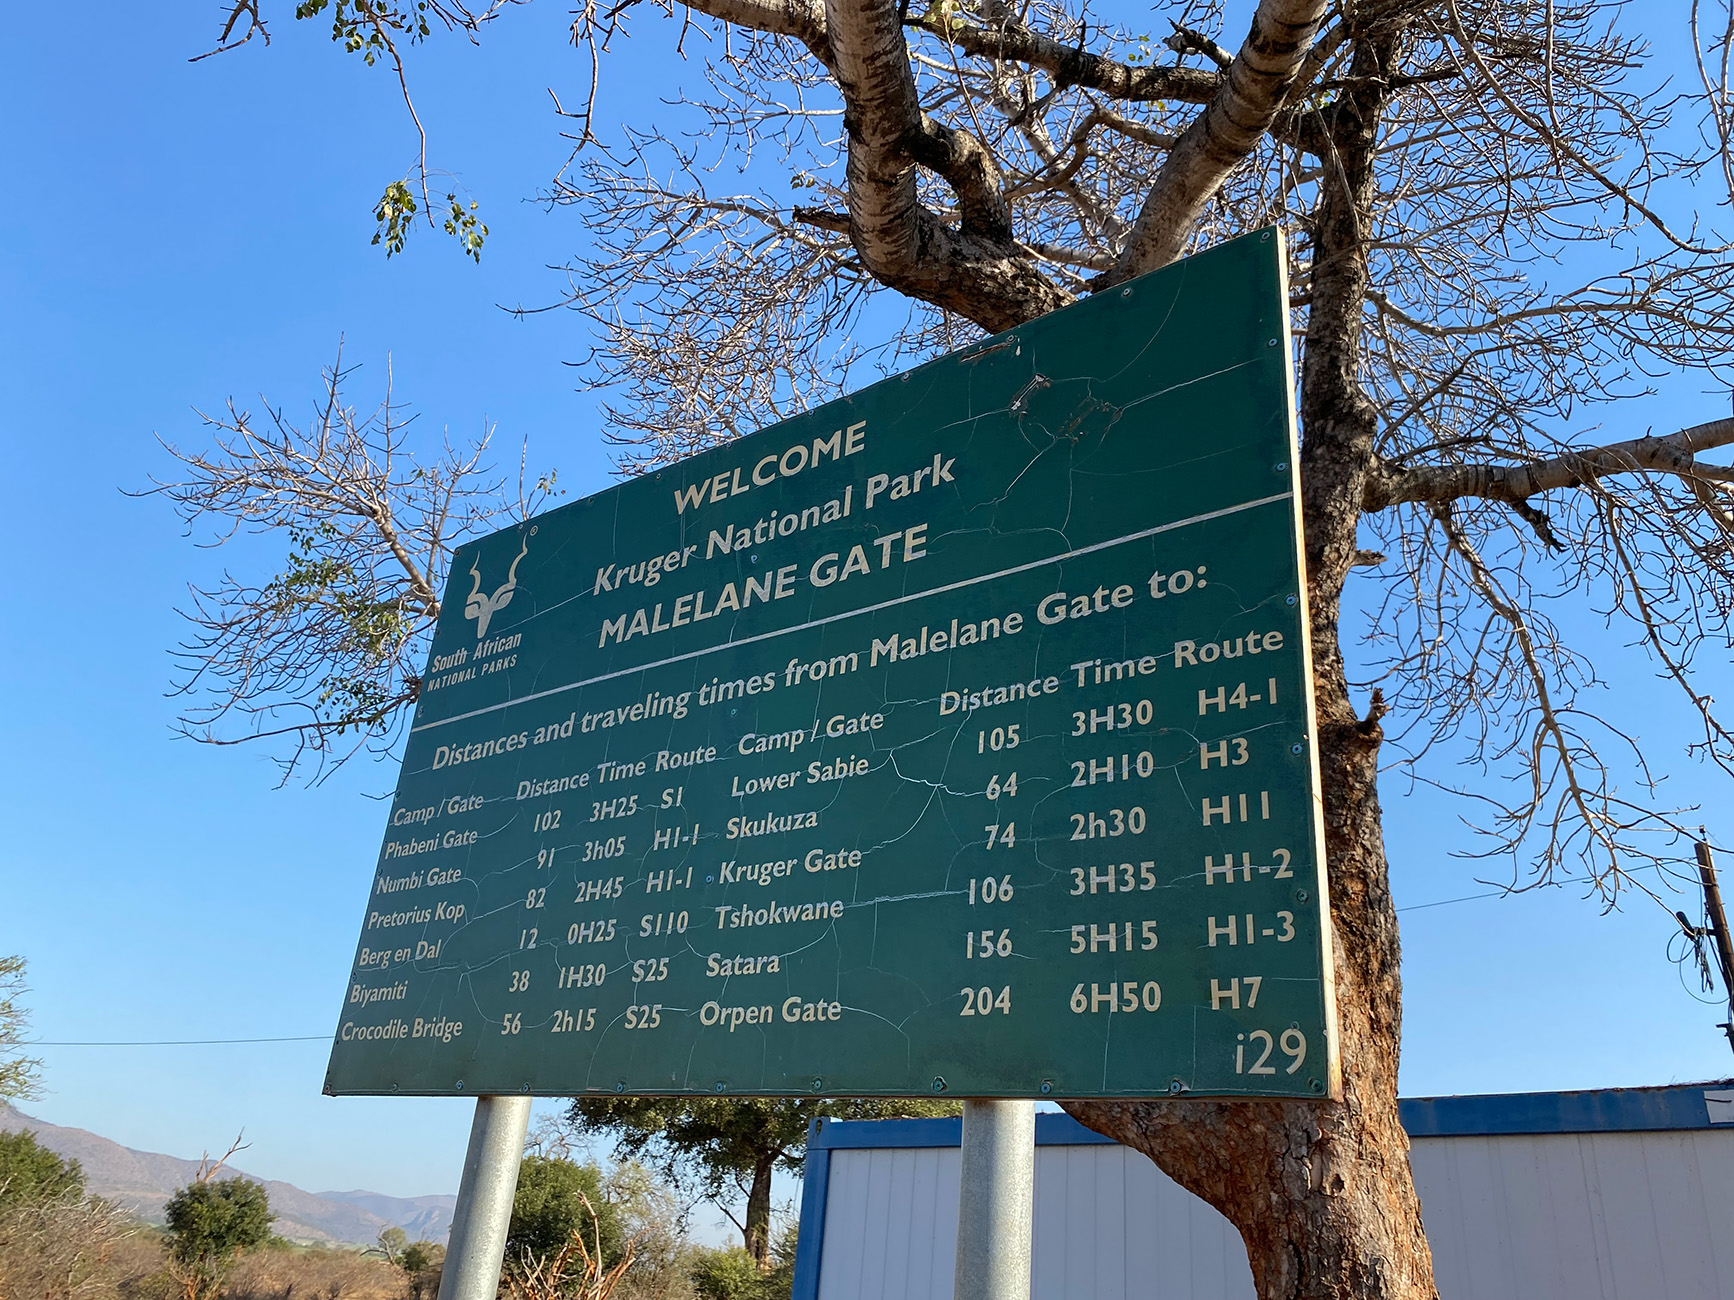 WELCOME
Kruger National Park
MALELANE GATE
South African
NATIONAL PARKS
Distances and traveling times from Malelane Gate to:
Camp / Gate Distance Time Route Camp / Gate Distance Time Route
Phabeni Gate 102 3H25 S1 Lower Sabie 105 3H30 H4-1
Numbi Gate 91 3h05 H1-1 Skukuza 64 2H10 H3
Pretorius Kop 82 2H45 H1-1 Kruger Gate 74 2h30 H11
Berg en Dal 12 0H25 S110 Tshokwane 106 3H35 H1-2
Biyamiti 38 1H30 S25 Satara 156 5H15 H1-3
Crocodile Bridge 56 2h15 S25 Orpen Gate 204 6H50 H7
i29